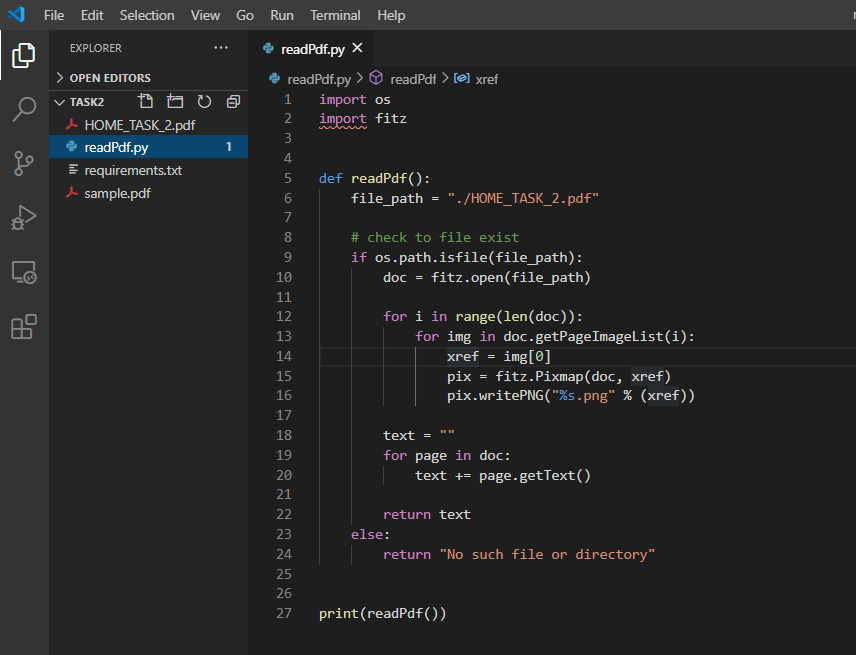 File Edit Selection View Go Run Terminal Help
EXPLORER ...
readPdf.py
OPEN EDITORS
readPdf.py > readPdf > xref
TASK2
HOME_TASK_2.pdf
readPdf.py 1
requirements.txt
sample.pdf
1 import os
2 import fitz
3
4
5 def readPdf():
6 file_path = "./HOME_TASK_2.pdf"
7
8 # check to file exist
9 if os.path.isfile(file_path):
10 doc = fitz.open(file_path)
11
12 for i in range(len(doc)):
13 for img in doc.getPageImageList(i):
14 xref = img[0]
15 pix = fitz.Pixmap(doc, xref)
16 pix.writePNG("%s.png" % (xref))
17
18 text = ""
19 for page in doc:
20 text += page.getText()
21
22 return text
23 else:
24 return "No such file or directory"
25
26
27 print(readPdf())